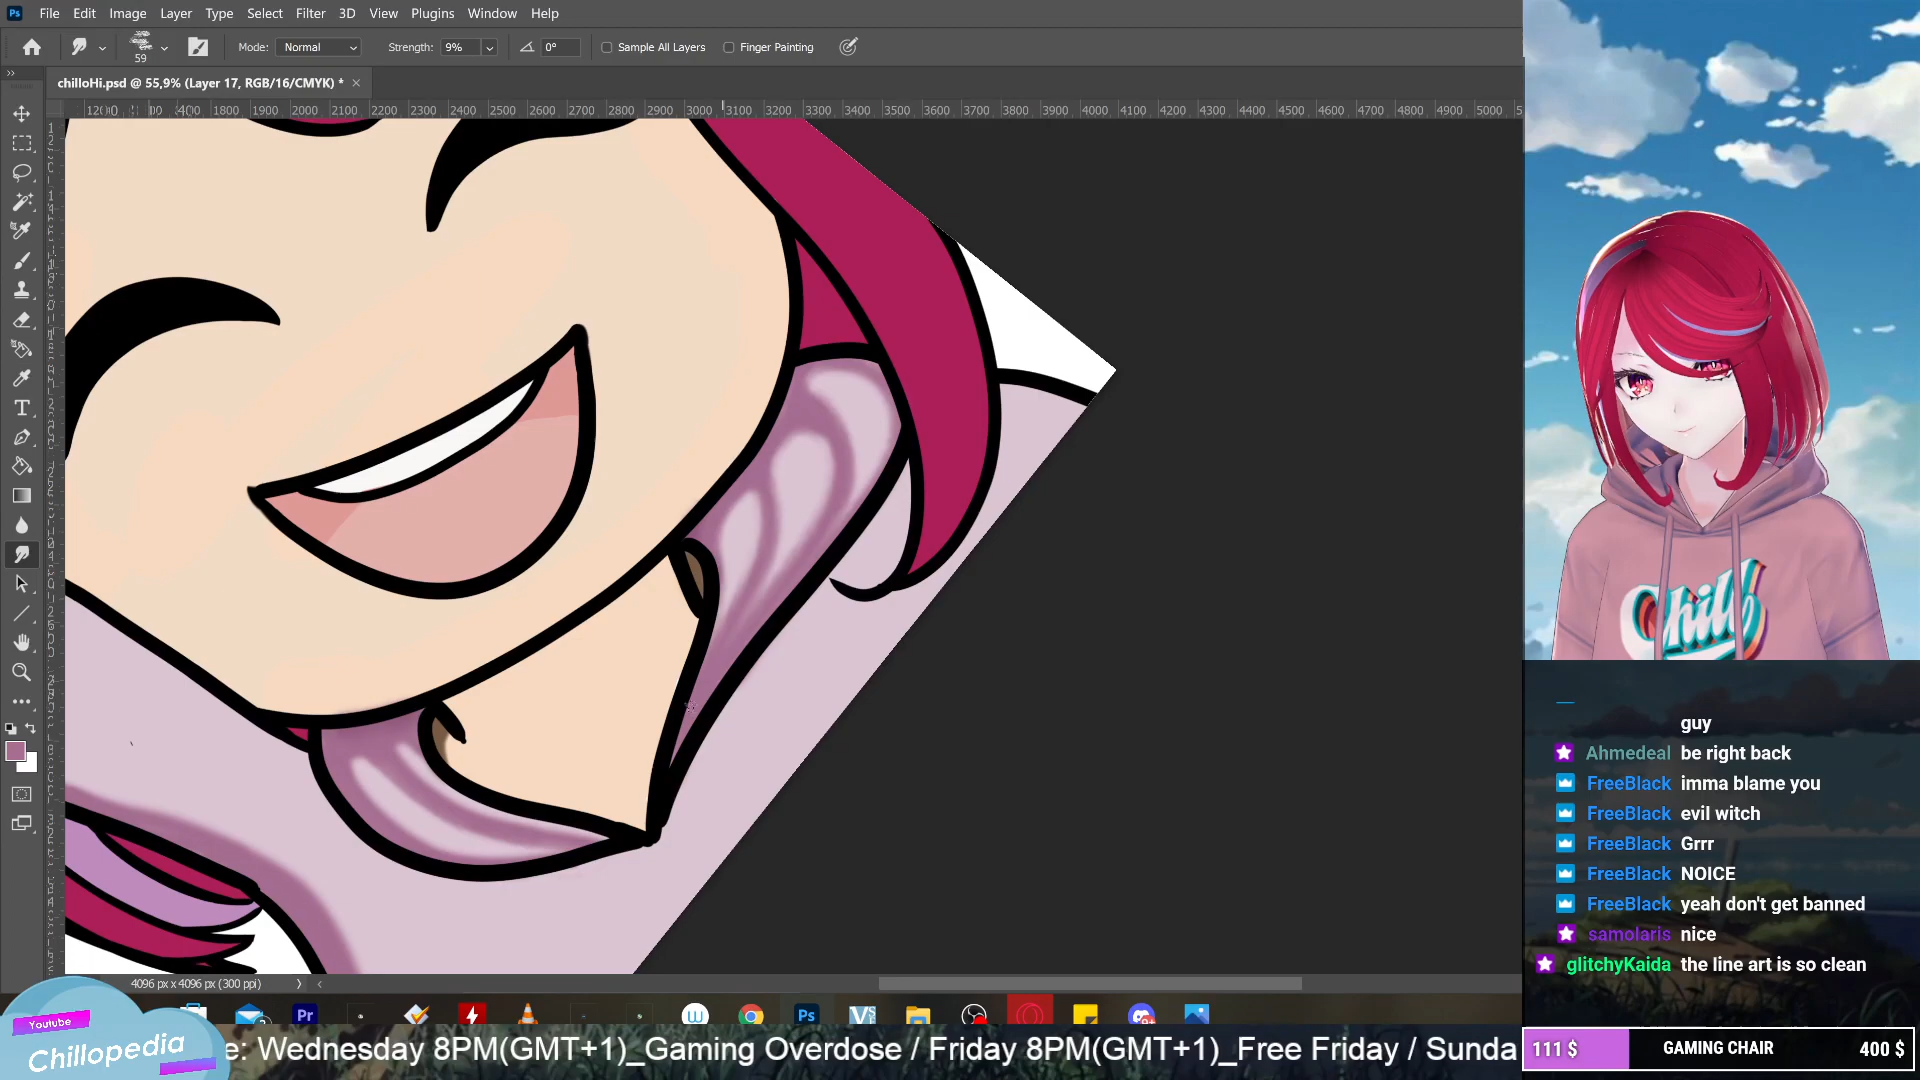 Ps File Edit Image Layer Type Select Filter 3D View Plugins Window Help
59 Mode: Normal Strength: 9% 0° Sample All Layers Finger Painting
chilloHi.psd @ 55,9% (Layer 17, RGB/16/CMYK) *
1800 1900 2000 2100 2200 2300 2400 2500 2600 2700 2800 2900 3000 3100 3200 3300 3400 3500 3600 3700 3800 3900 4000 4100 4200 4300 4400 4500 4600 4700 4800 4900 5000
Chill
guy
Ahmedeal be right back
FreeBlack imma blame you
FreeBlack evil witch
FreeBlack Grrr
FreeBlack NOICE
FreeBlack yeah don't get banned
samolaris nice
glitchyKaida the line art is so clean
4096 px x 4096 px (300 ppi)
Pr W Ps
Youtube
Chillopedia
e: Wednesday 8PM(GMT+1)_Gaming Overdose / Friday 8PM(GMT+1)_Free Friday / Sunda
111 $ GAMING CHAIR 400 $